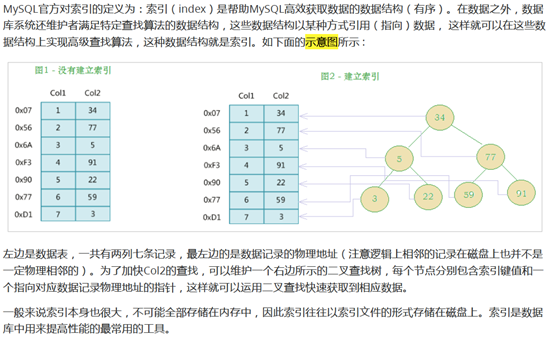 MySQL官方对索引的定义为：索引（index）是帮助MySQL高效获取数据的数据结构（有序）。在数据之外，数据
库系统还维护者满足特定查找算法的数据结构，这些数据结构以某种方式引用（指向）数据， 这样就可以在这些数
据结构上实现高级查找算法，这种数据结构就是索引。如下面的示意图所示：
图1 - 没有建立索引
Col1 Col2
0x07 1 34
0x56 2 77
0x6A 3 5
0xF3 4 91
0x90 5 22
0x77 6 59
0xD1 7 3
图2 - 建立索引
Col1 Col2
0x07 1 34
0x56 2 77
0x6A 3 5
0xF3 4 91
0x90 5 22
0x77 6 59
0xD1 7 3
34
5 77
3 22 59 91
左边是数据表，一共有两列七条记录，最左边的是数据记录的物理地址（注意逻辑上相邻的记录在磁盘上也并不是
一定物理相邻的）。为了加快Col2的查找，可以维护一个右边所示的二叉查找树，每个节点分别包含索引键值和
一个指向对应数据记录物理地址的指针，这样就可以运用二叉查找快速获取到相应数据。
一般来说索引本身也很大，不可能全部存储在内存中，因此索引往往以索引文件的形式存储在磁盘上。索引是数据
库中用来提高性能的最常用的工具。